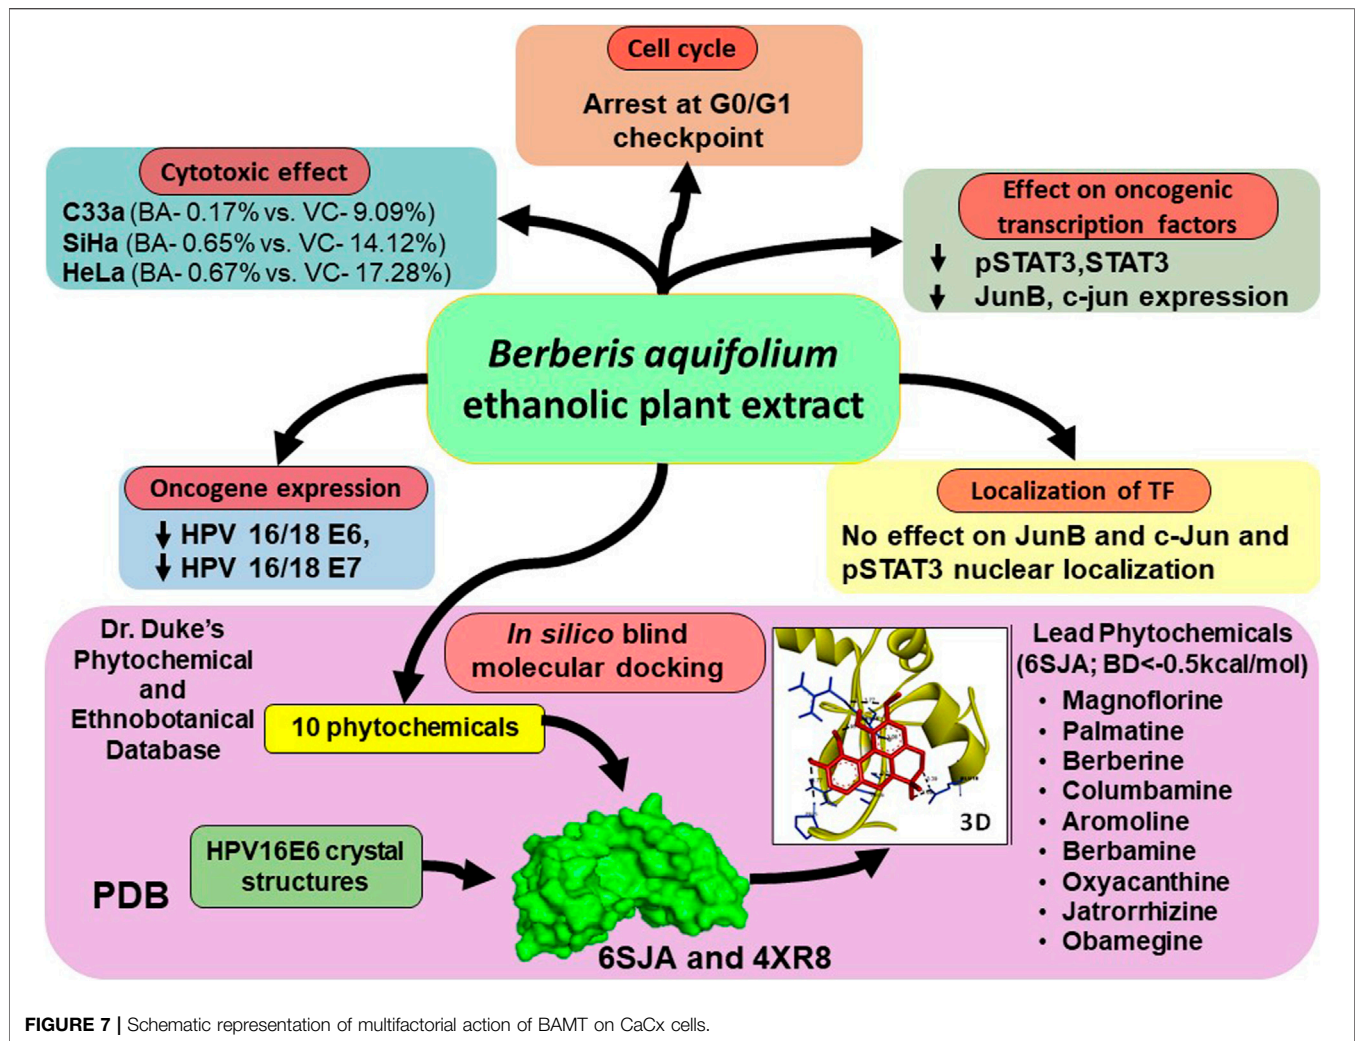 Cell cycle
Arrest at G0/G1
checkpoint
Cytotoxic effect
C33a (BA- 0.17% vs. VC- 9.09%)
SiHa (BA- 0.65% vs. VC- 14.12%)
HeLa (BA- 0.67% vs. VC- 17.28%)
Effect on oncogenic
transcription factors
↓ pSTAT3,STAT3
↓ JunB, c-jun expression
Berberis aquifolium
ethanolic plant extract
Oncogene expression
↓ HPV 16/18 E6,
↓ HPV 16/18 E7
Localization of TF
No effect on JunB and c-Jun and
pSTAT3 nuclear localization
Dr. Duke's
Phytochemical
and
Ethnobotanical
Database
In silico blind
molecular docking
10 phytochemicals
PDB
HPV16E6 crystal
structures
6SJA and 4XR8
3D
Lead Phytochemicals
(6SJA; BD<-0.5kcal/mol)
• Magnoflorine
• Palmatine
• Berberine
• Columbamine
• Aromoline
• Berbamine
• Oxyacanthine
• Jatrorrhizine
• Obamegine
FIGURE 7 | Schematic representation of multifactorial action of BAMT on CaCx cells.